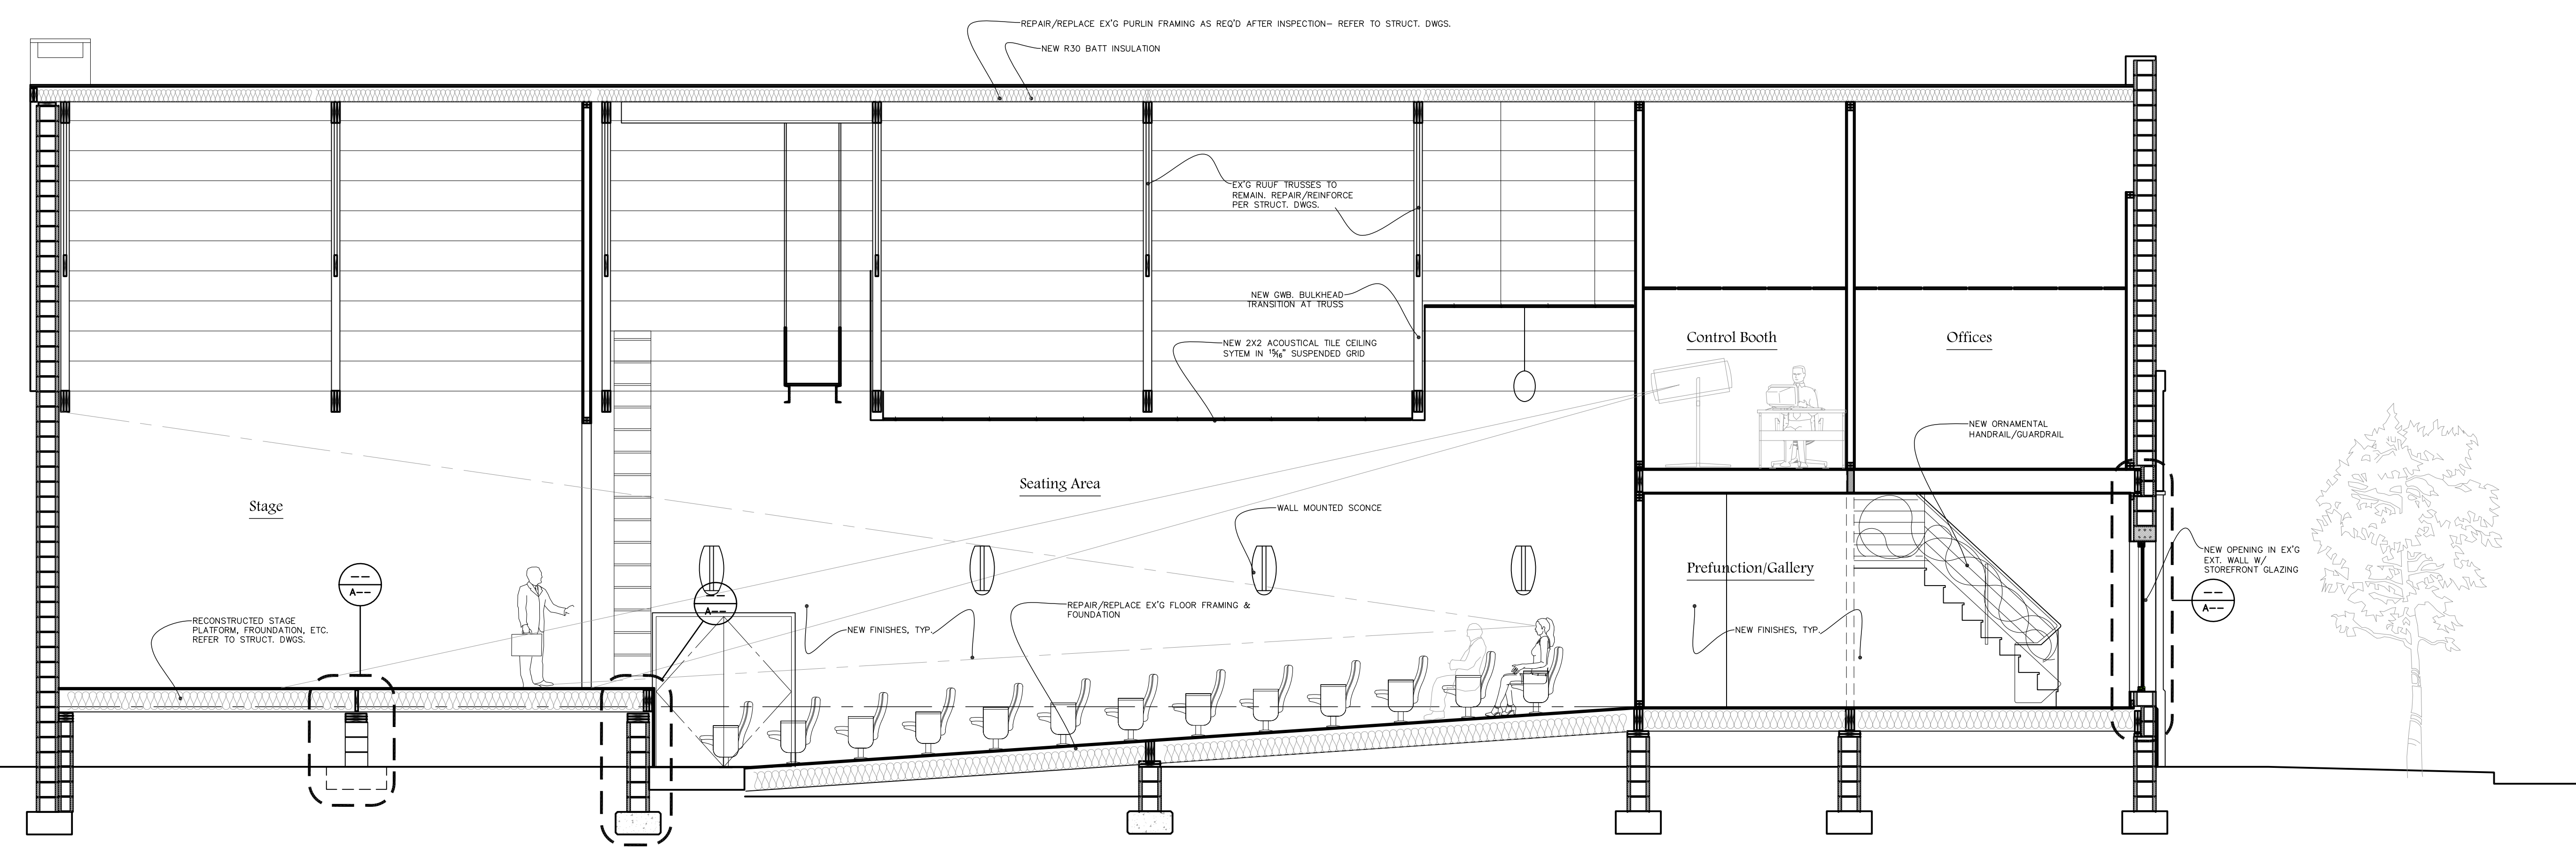 REPAIR/REPLACE EX'G PURLIN FRAMING AS REQ'D AFTER INSPECTION- REFER TO STRUCT. DWGS.
NEW R30 BATT INSULATION
EX'G RUUF TRUSSES TO
REMAIN. REPAIR/REINFORCE
PER STRUCT. DWGS.
NEW GWB. BULKHEAD
TRANSITION AT TRUSS
NEW 2X2 ACOUSTICAL TILE CEILING
SYTEM IN 15/16" SUSPENDED GRID
Control Booth
Offices
NEW ORNAMENTAL
HANDRAIL/GUARDRAIL
Seating Area
Stage
WALL MOUNTED SCONCE
NEW OPENING IN EX'G
EXT. WALL W/
STOREFRONT GLAZING
Prefunction/Gallery
--
A--
--
A--
--
A--
REPAIR/REPLACE EX'G FLOOR FRAMING &
FOUNDATION
RECONSTRUCTED STAGE
PLATFORM, FROUNDATION, ETC.
REFER TO STRUCT. DWGS.
NEW FINISHES, TYP.
NEW FINISHES, TYP.